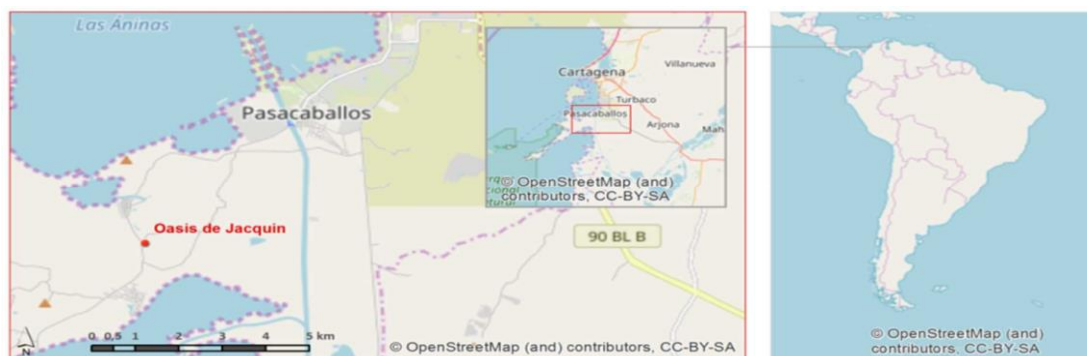 Las Áninas
Pasacaballos
Oasis de Jacquin
90 BL B
0 0,5 1 2 3 4 5 km
N
© OpenStreetMap (and) contributors, CC-BY-SA
Cartagena
Villanueva
Turbaco
Pasacaballos
Arjona
Mah
© OpenStreetMap (and)
contributors, CC-BY-SA
© OpenStreetMap (and)
contributors, CC-BY-SA